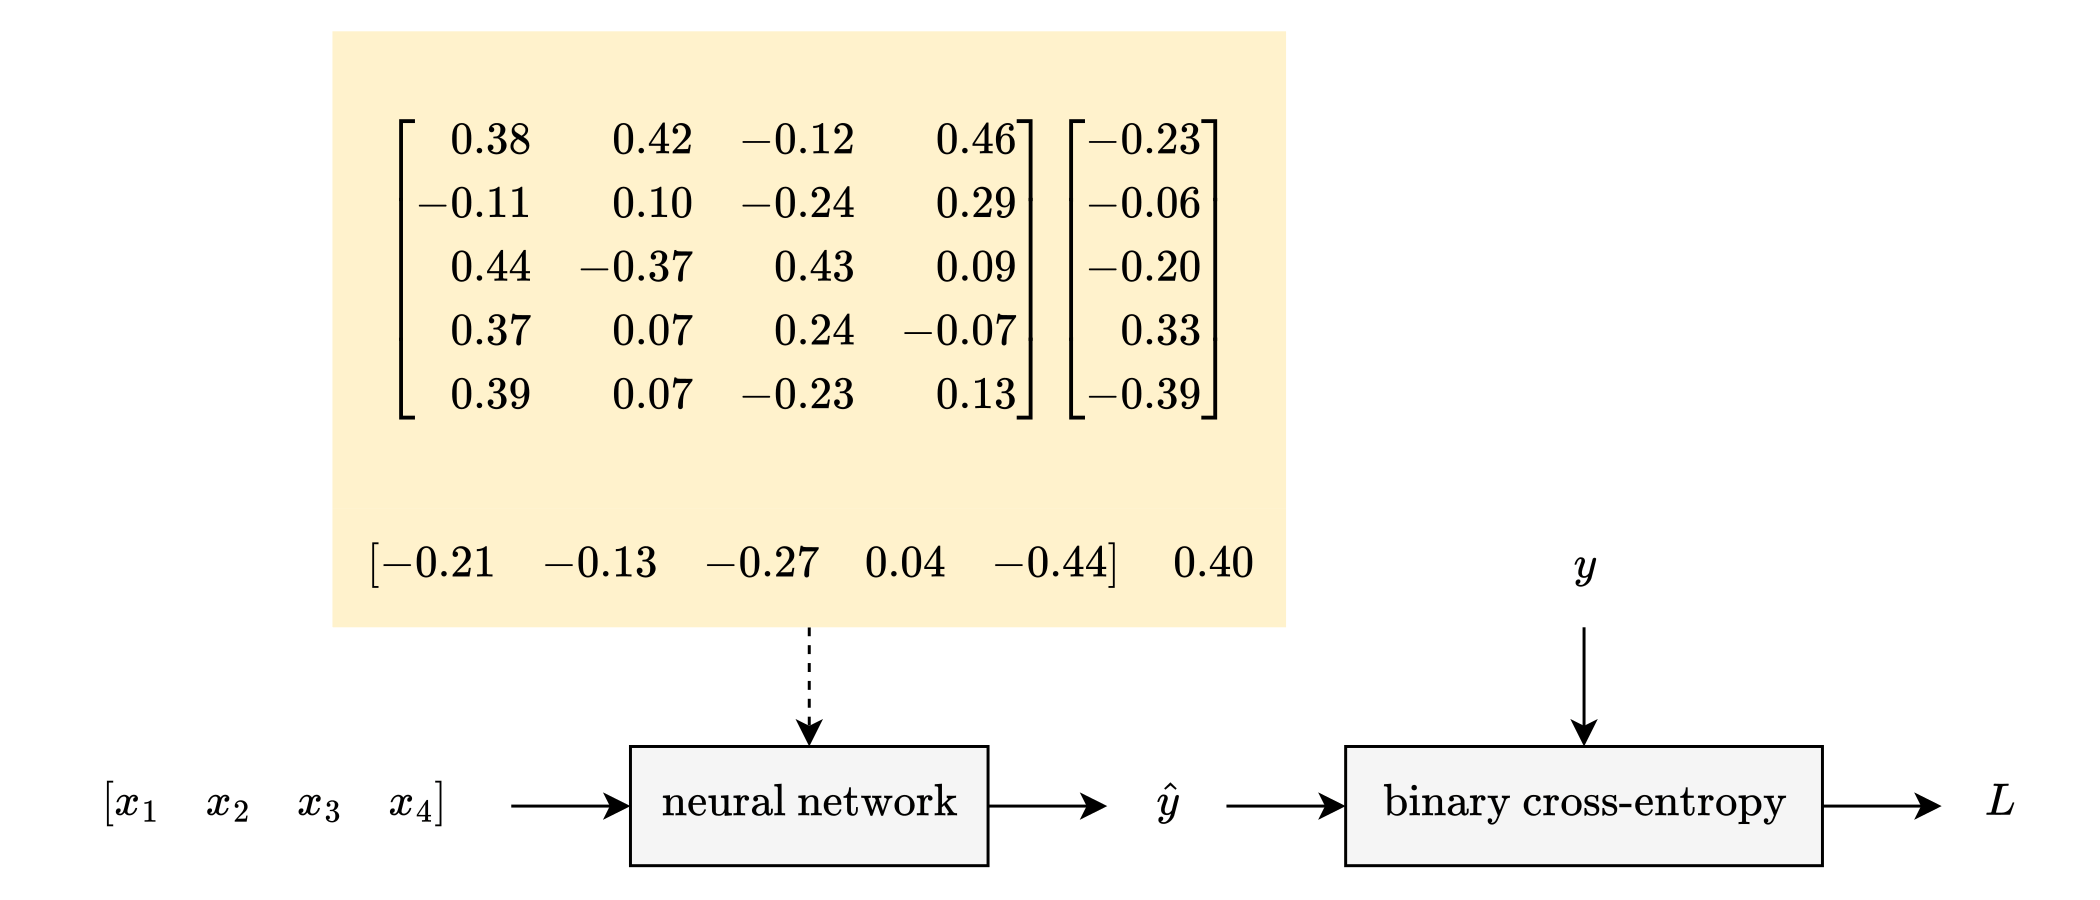 0.38 0.42 −0.12 0.46 −0.23
−0.11 0.10 −0.24 0.29 −0.06
0.44 −0.37 0.43 0.09 −0.20
0.37 0.07 0.24 −0.07 0.33
0.39 0.07 −0.23 0.13 −0.39
[−0.21 −0.13 −0.27 0.04 −0.44] 0.40
y
[x₁ x₂ x₃ x₄] neural network ŷ binary cross-entropy L